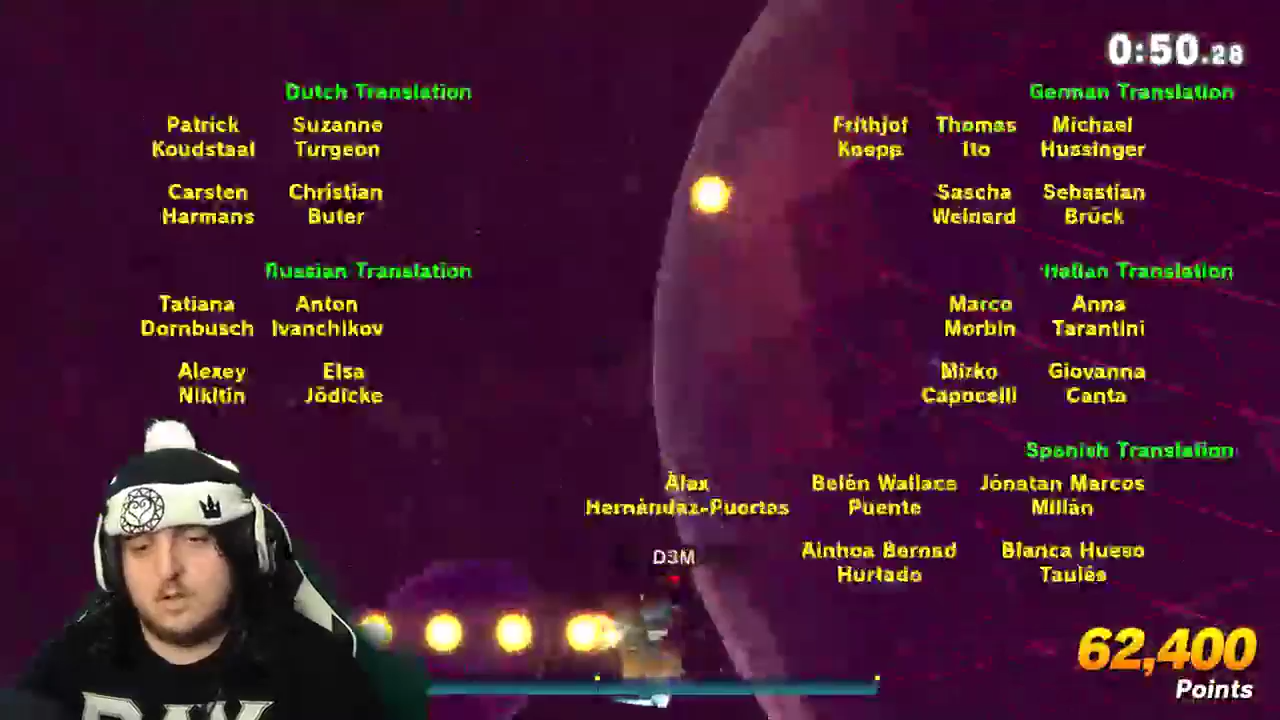 0:50.28
Dutch Translation
Patrick Koudstaal
Suzanne Turgeon
Carsten Harmans
Christian Buter
Russian Translation
Tatiana Dornbusch
Anton Ivanchikov
Alexey Nikitin
Elsa Jödicke
German Translation
Frithjof Knepp
Thomas Ito
Michael Hussinger
Sascha Weinard
Sebastian Brück
Italian Translation
Marco Morbin
Anna Tarantini
Mirko Capocelli
Giovanna Canta
Spanish Translation
Àlex Hernández-Puertas
Belén Wallace Puente
Jónatan Marcos Millán
Ainhoa Bernad Hurtado
Blanca Hueso Taulés
D3M
62,400
Points